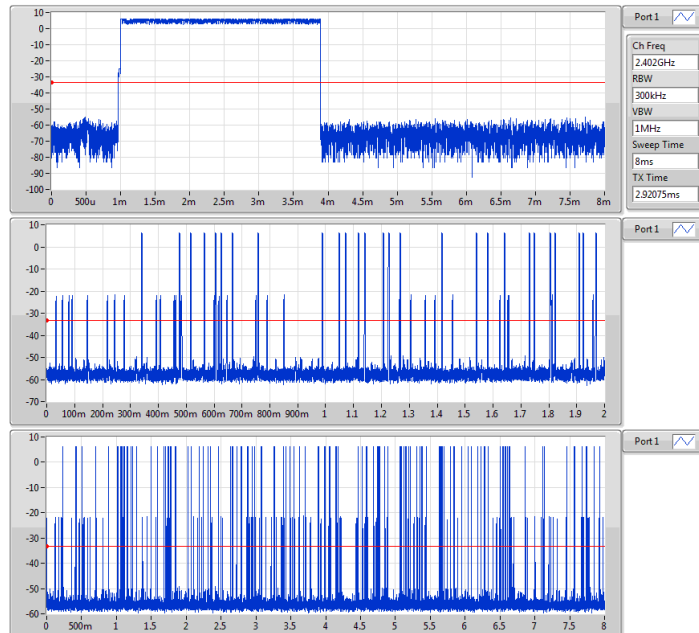 Port 1
10
0
-10
-20
-30
-40
-50
-60
-70
-80
-90
-100
0 500u 1m 1.5m 2m 2.5m 3m 3.5m 4m 4.5m 5m 5.5m 6m 6.5m 7m 7.5m 8m
Ch Freq
2.402GHz
RBW
300kHz
VBW
1MHz
Sweep Time
8ms
TX Time
2.92075ms
Port 1
10
0
-10
-20
-30
-40
-50
-60
-70
0 100m 200m 300m 400m 500m 600m 700m 800m 900m 1 1.1 1.2 1.3 1.4 1.5 1.6 1.7 1.8 1.9 2
Port 1
10
0
-10
-20
-30
-40
-50
-60
0 500m 1 1.5 2 2.5 3 3.5 4 4.5 5 5.5 6 6.5 7 7.5 8